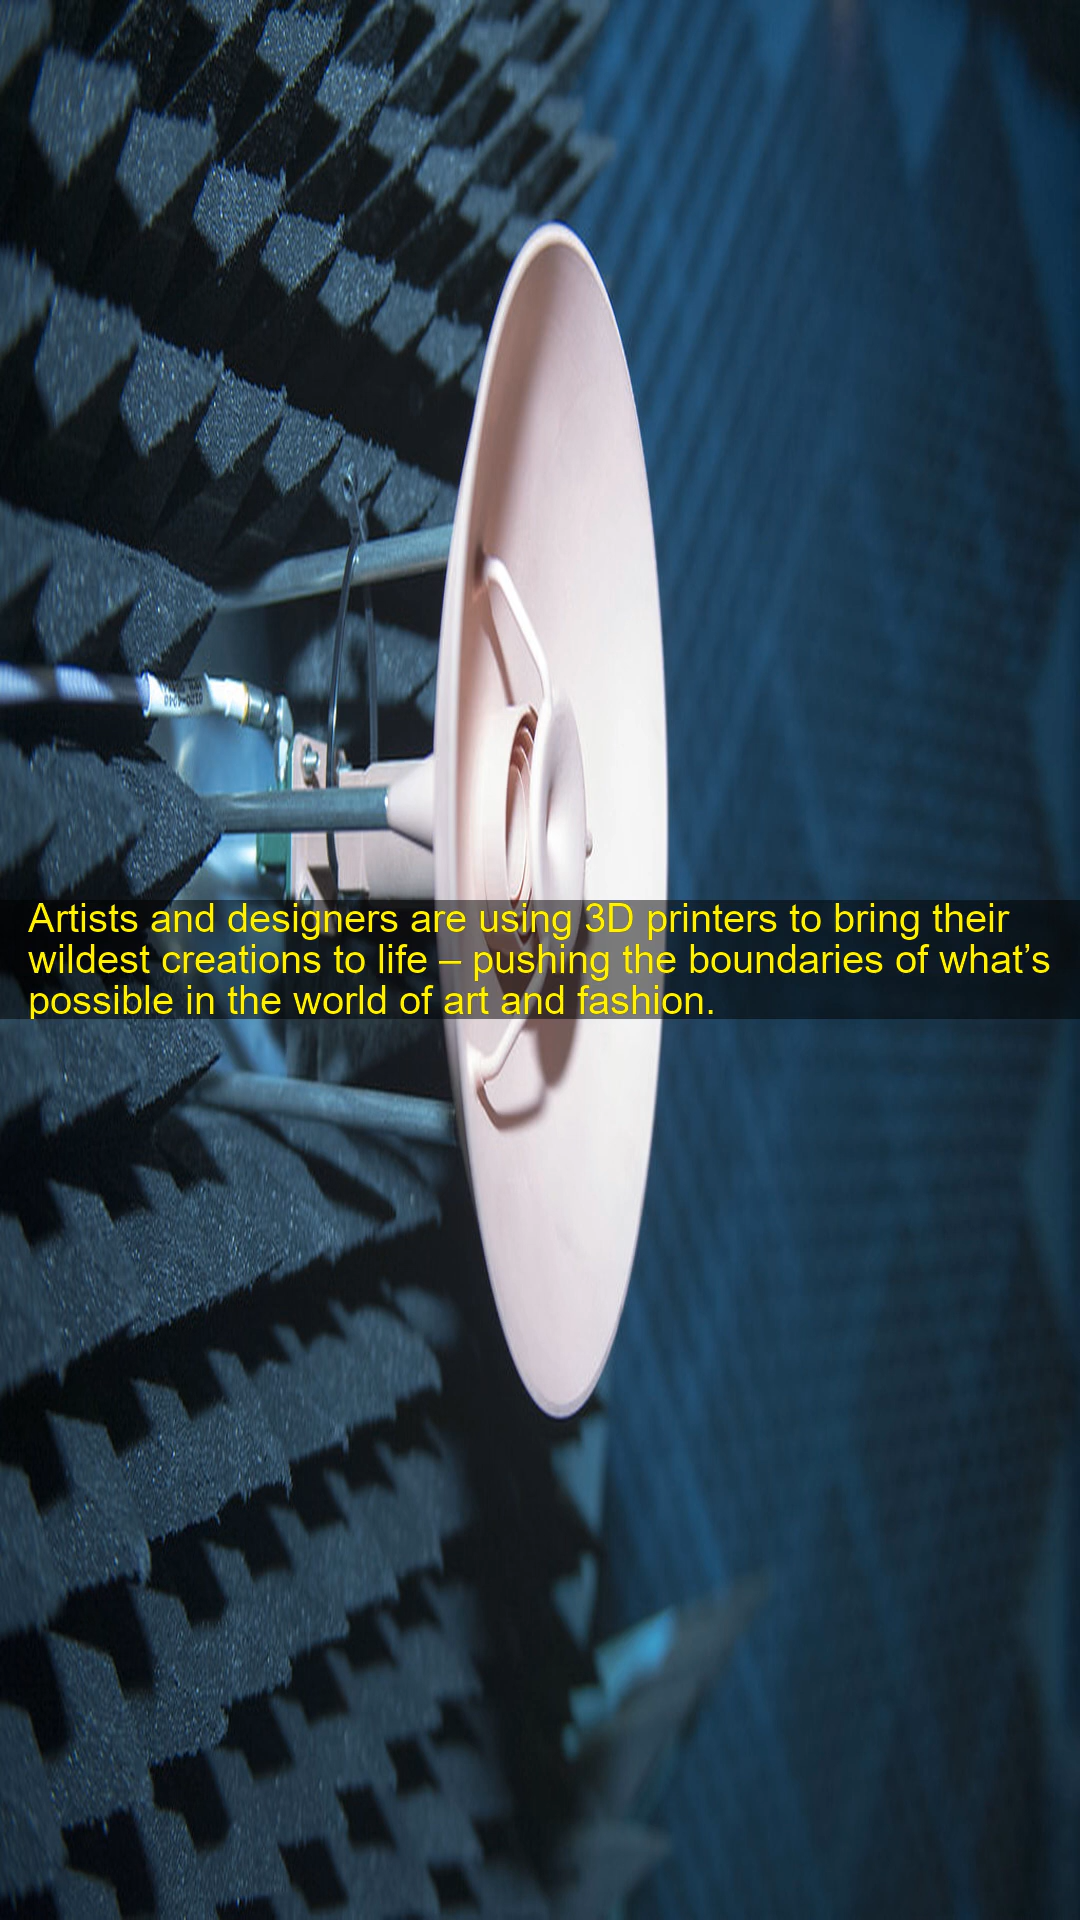 Artists and designers are using 3D printers to bring their
wildest creations to life – pushing the boundaries of what’s
possible in the world of art and fashion.